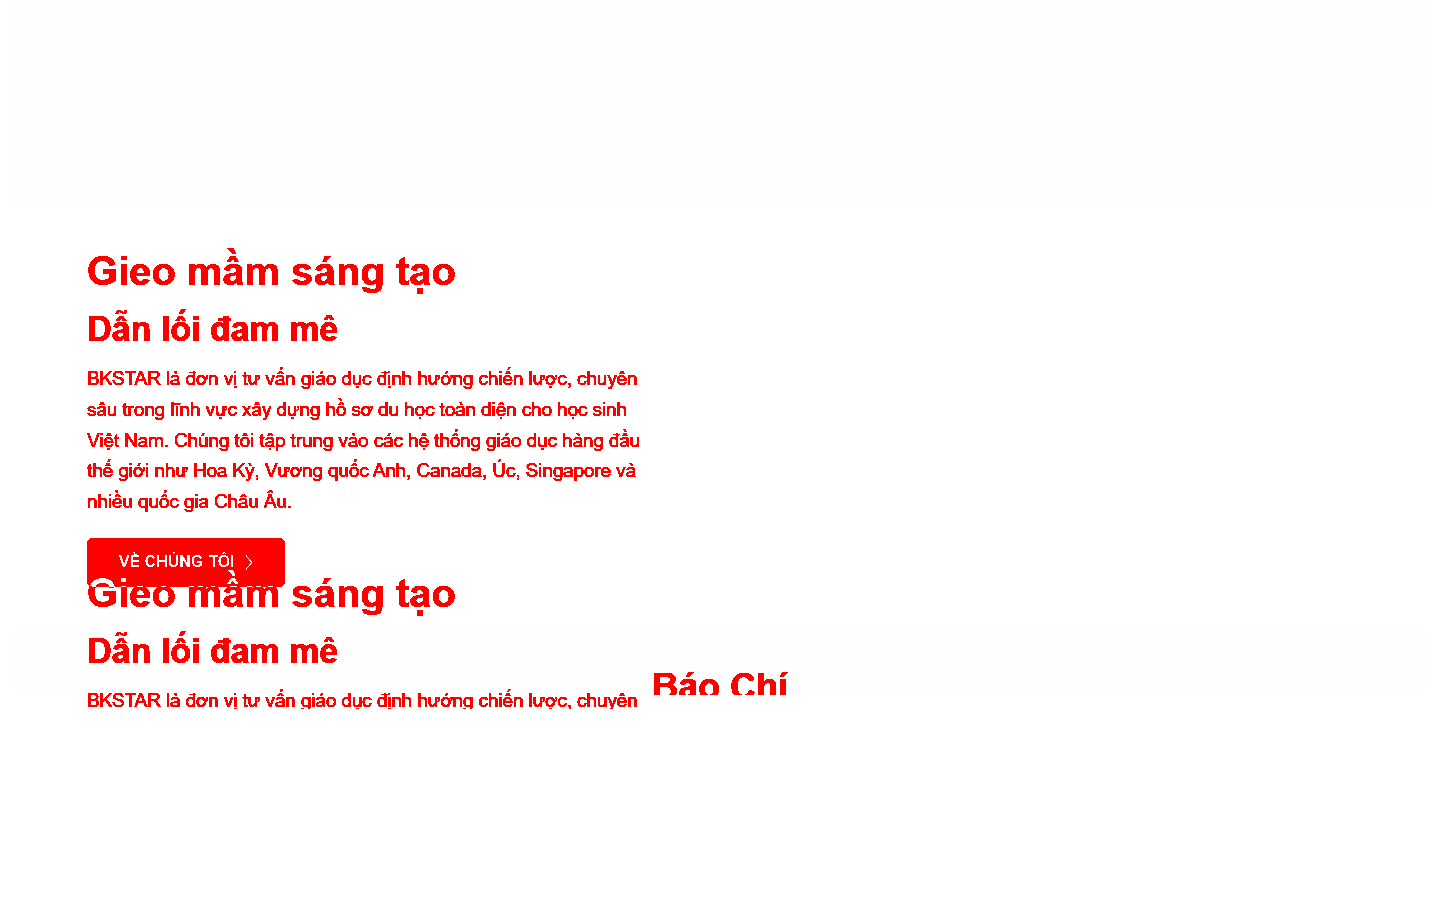 Gieo mầm sáng tạo
Dẫn lối đam mê
BKSTAR là đơn vị tư vấn giáo dục định hướng chiến lược, chuyên
sâu trong lĩnh vực xây dựng hồ sơ du học toàn diện cho học sinh
Việt Nam. Chúng tôi tập trung vào các hệ thống giáo dục hàng đầu
thế giới như Hoa Kỳ, Vương quốc Anh, Canada, Úc, Singapore và
nhiều quốc gia Châu Âu.
VỀ CHÚNG TÔI
Gieo mầm sáng tạo
Dẫn lối đam mê
BKSTAR là đơn vị tư vấn giáo dục định hướng chiến lược, chuyên
Báo Chí